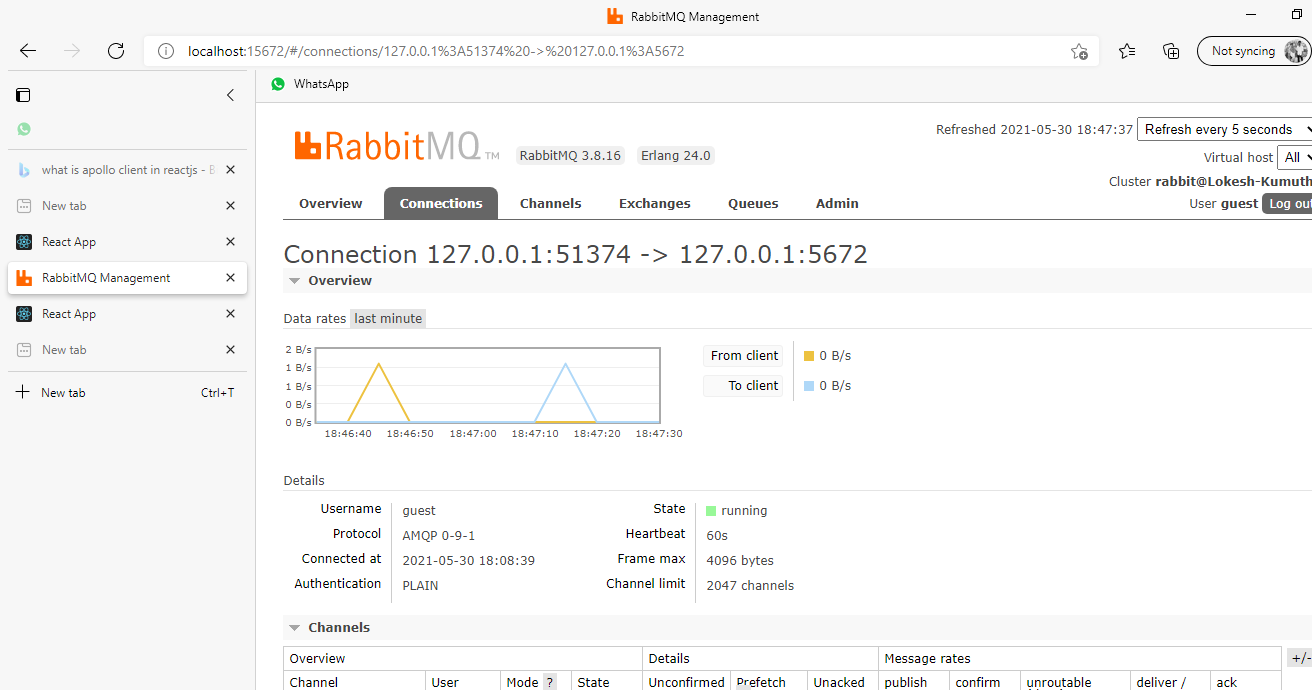 RabbitMQ Management
localhost:15672/#/connections/127.0.0.1%3A51374%20->%20127.0.0.1%3A5672
Not syncing
WhatsApp
what is apollo client in reactjs - B
New tab
React App
RabbitMQ Management
React App
New tab
New tab Ctrl+T
RabbitMQ TM
RabbitMQ 3.8.16 Erlang 24.0
Refreshed 2021-05-30 18:47:37 Refresh every 5 seconds
Virtual host All
Cluster rabbit@Lokesh-Kumuth
User guest Log out
Overview Connections Channels Exchanges Queues Admin
Connection 127.0.0.1:51374 -> 127.0.0.1:5672
Overview
Data rates last minute
2 B/s
1 B/s
1 B/s
0 B/s
0 B/s
18:46:40 18:46:50 18:47:00 18:47:10 18:47:20 18:47:30
From client 0 B/s
To client 0 B/s
Details
Username guest State running
Protocol AMQP 0-9-1 Heartbeat 60s
Connected at 2021-05-30 18:08:39 Frame max 4096 bytes
Authentication PLAIN Channel limit 2047 channels
Channels
Overview Details Message rates +/-
Channel User Mode ? State Unconfirmed Prefetch Unacked publish confirm unroutable deliver / ack